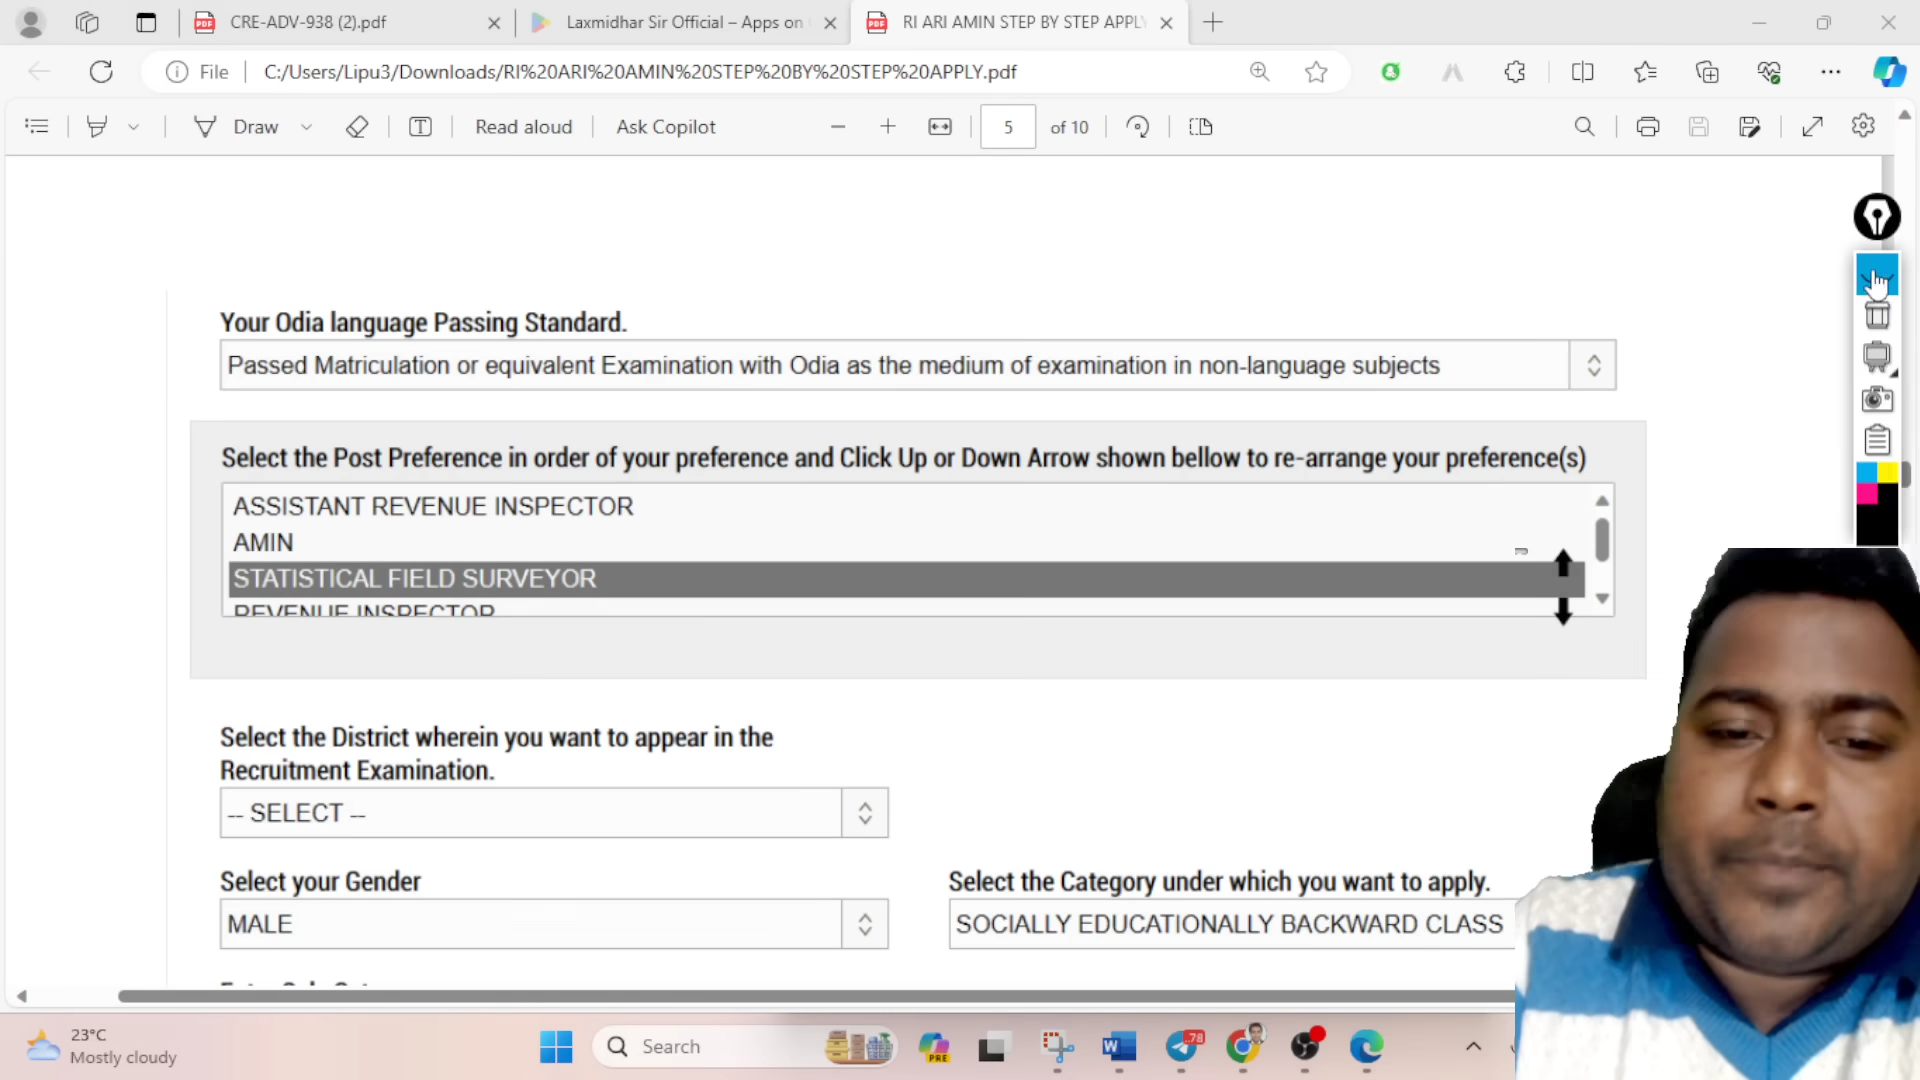 CRE-ADV-938 (2).pdf
Laxmidhar Sir Official – Apps on
RI ARI AMIN STEP BY STEP APPLY
File
C:/Users/Lipu3/Downloads/RI%20ARI%20AMIN%20STEP%20BY%20STEP%20APPLY.pdf
Draw
Read aloud
Ask Copilot
5 of 10
Your Odia language Passing Standard.
Passed Matriculation or equivalent Examination with Odia as the medium of examination in non-language subjects
Select the Post Preference in order of your preference and Click Up or Down Arrow shown bellow to re-arrange your preference(s)
ASSISTANT REVENUE INSPECTOR
AMIN
STATISTICAL FIELD SURVEYOR
REVENUE INSPECTOR
Select the District wherein you want to appear in the
Recruitment Examination.
-- SELECT --
Select your Gender
Select the Category under which you want to apply.
MALE
SOCIALLY EDUCATIONALLY BACKWARD CLASS
23°C
Mostly cloudy
Search
PRE
78